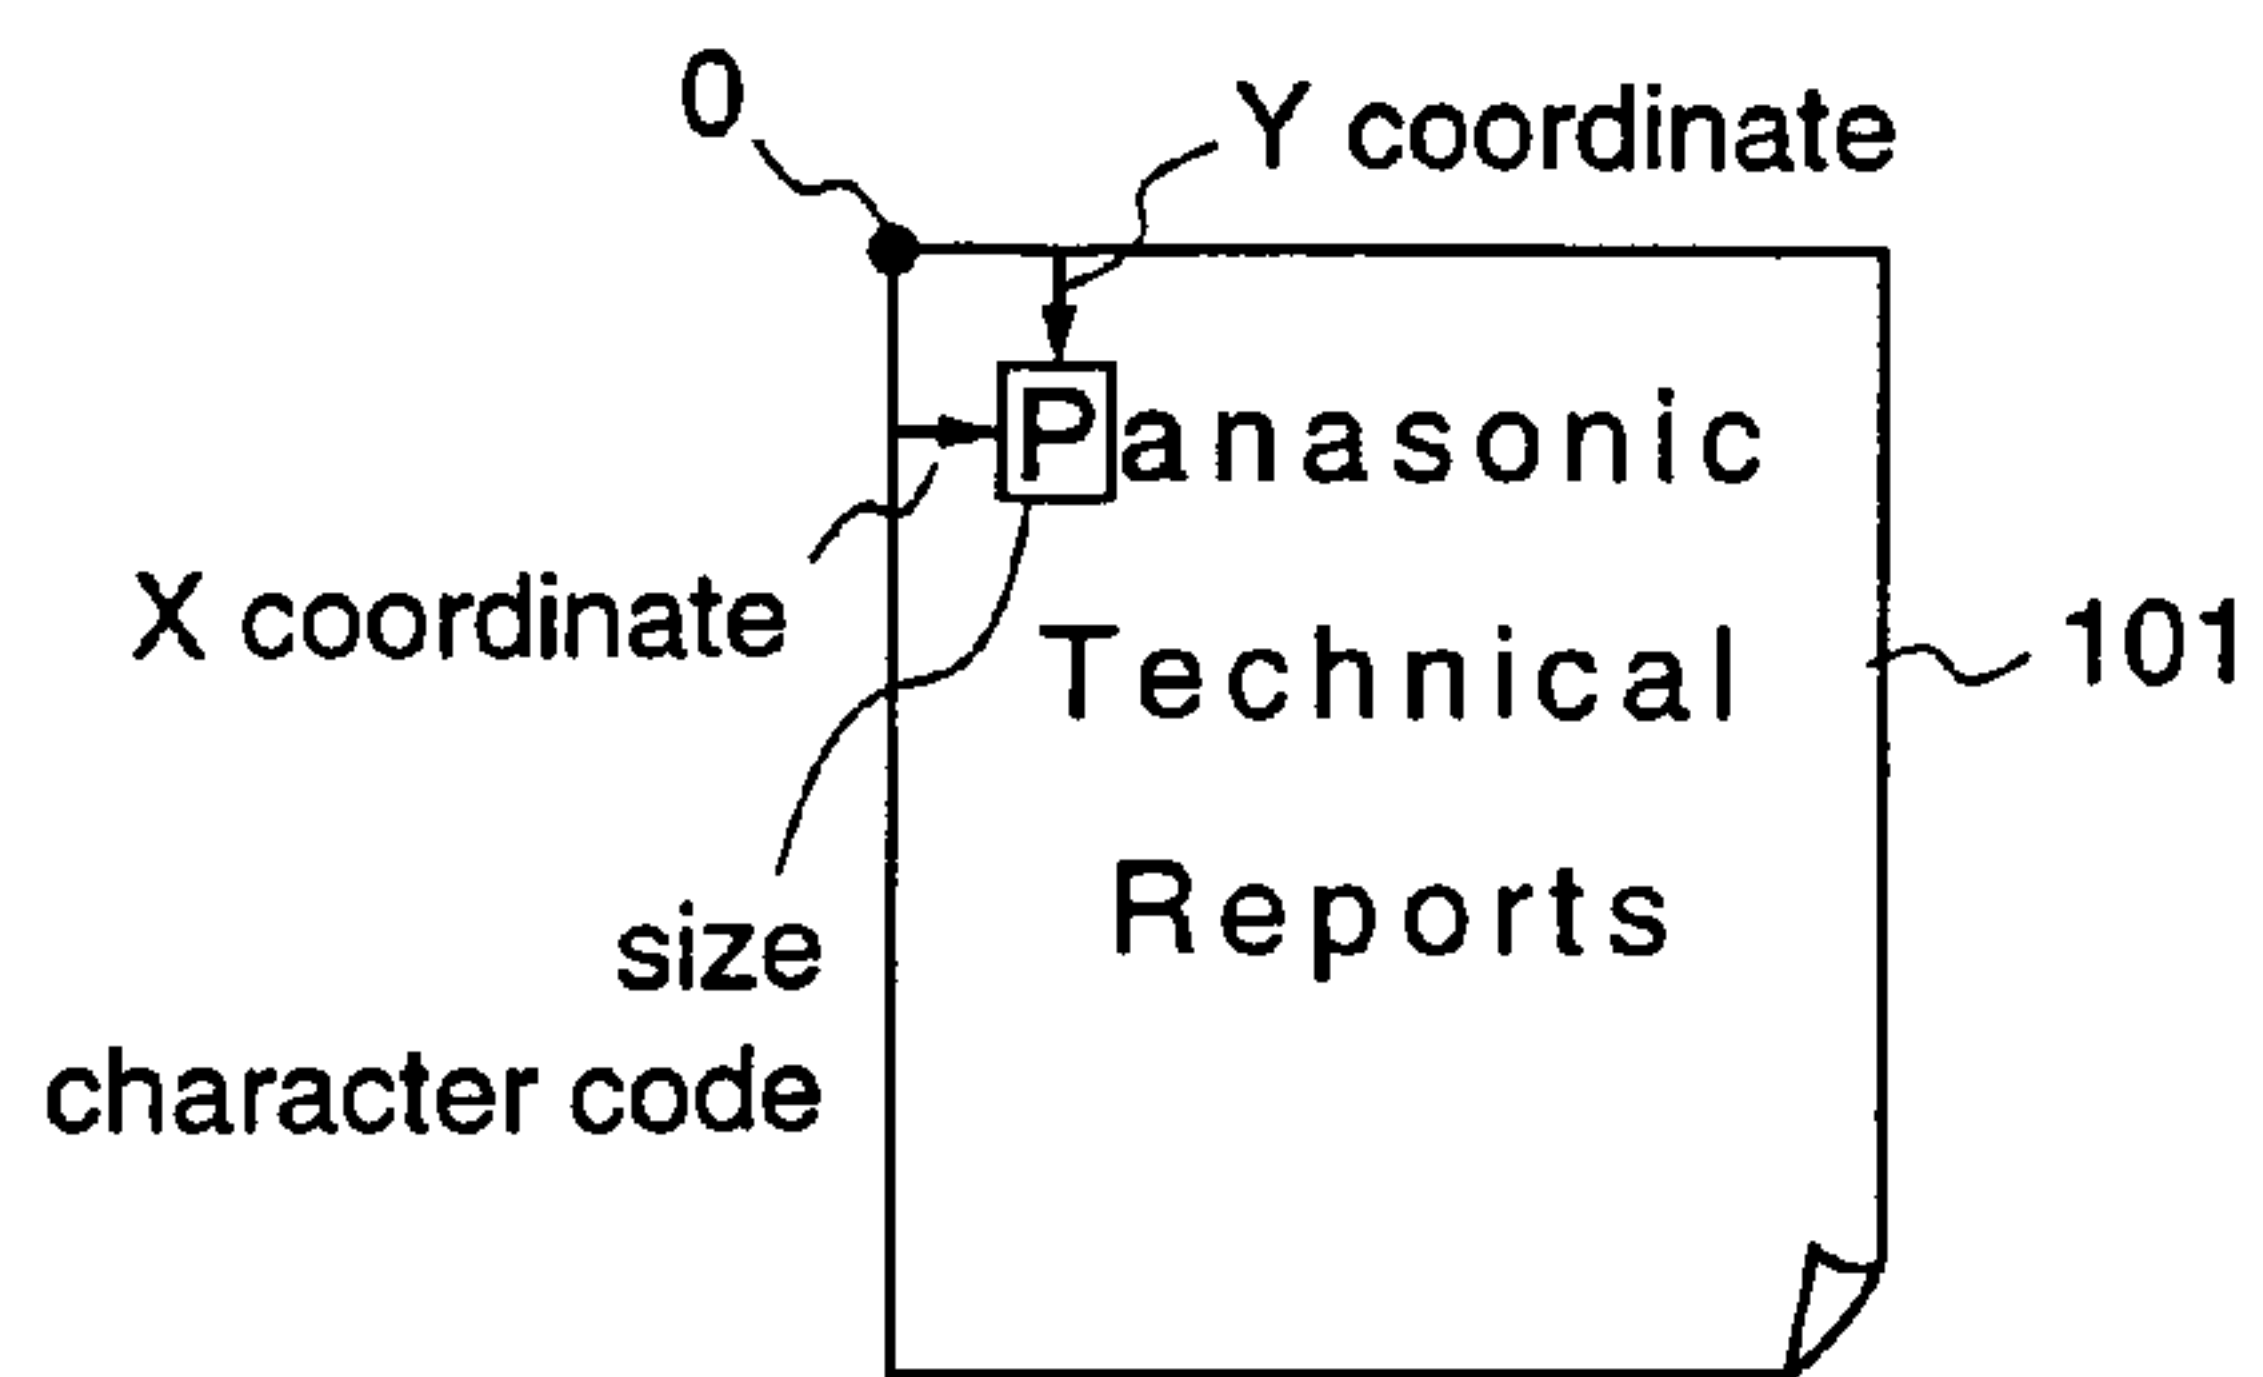 0
Y coordinate
Panasonic
X coordinate
Technical
101
Reports
size
character code